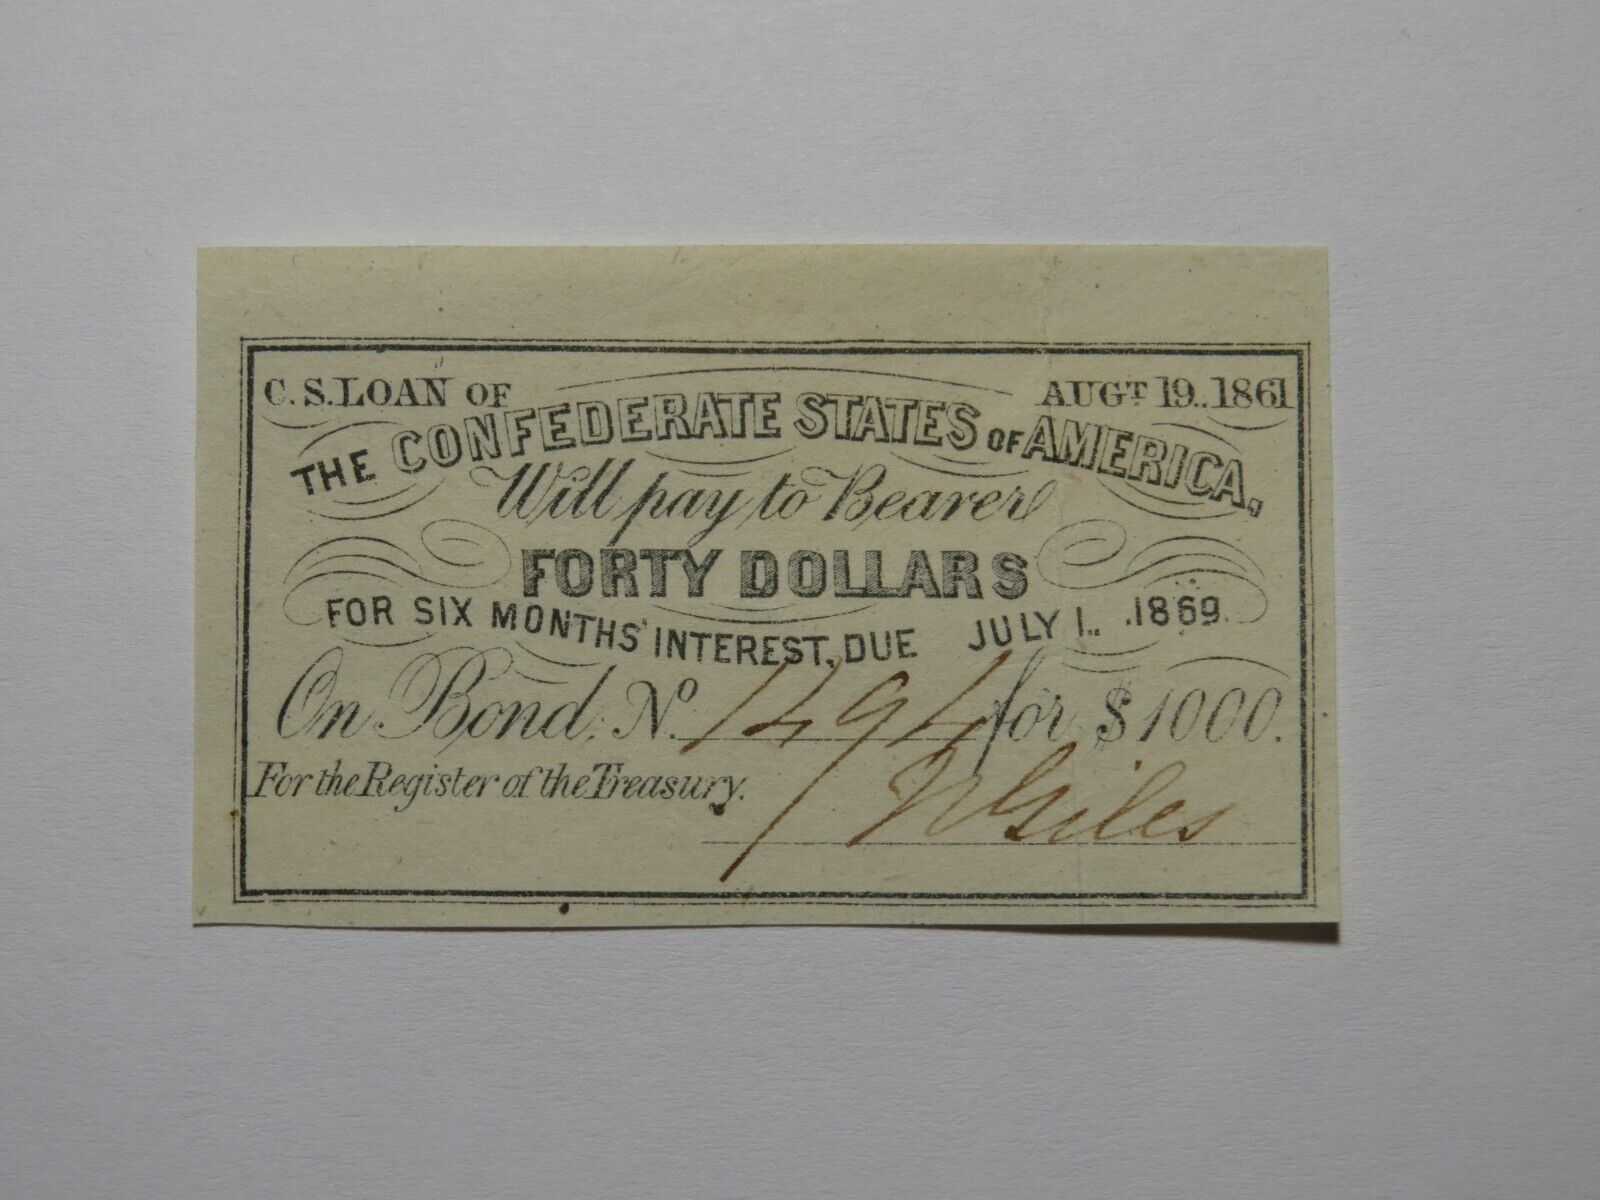 C. S. LOAN OF AUGT 19.. 1861
THE CONFEDERATE STATES OF AMERICA,
Will pay to Bearer
FORTY DOLLARS
FOR SIX MONTHS' INTEREST, DUE JULY 1.. .1869.
On Bond, No. 1494 for $1000.
For the Register of the Treasury.
Giles